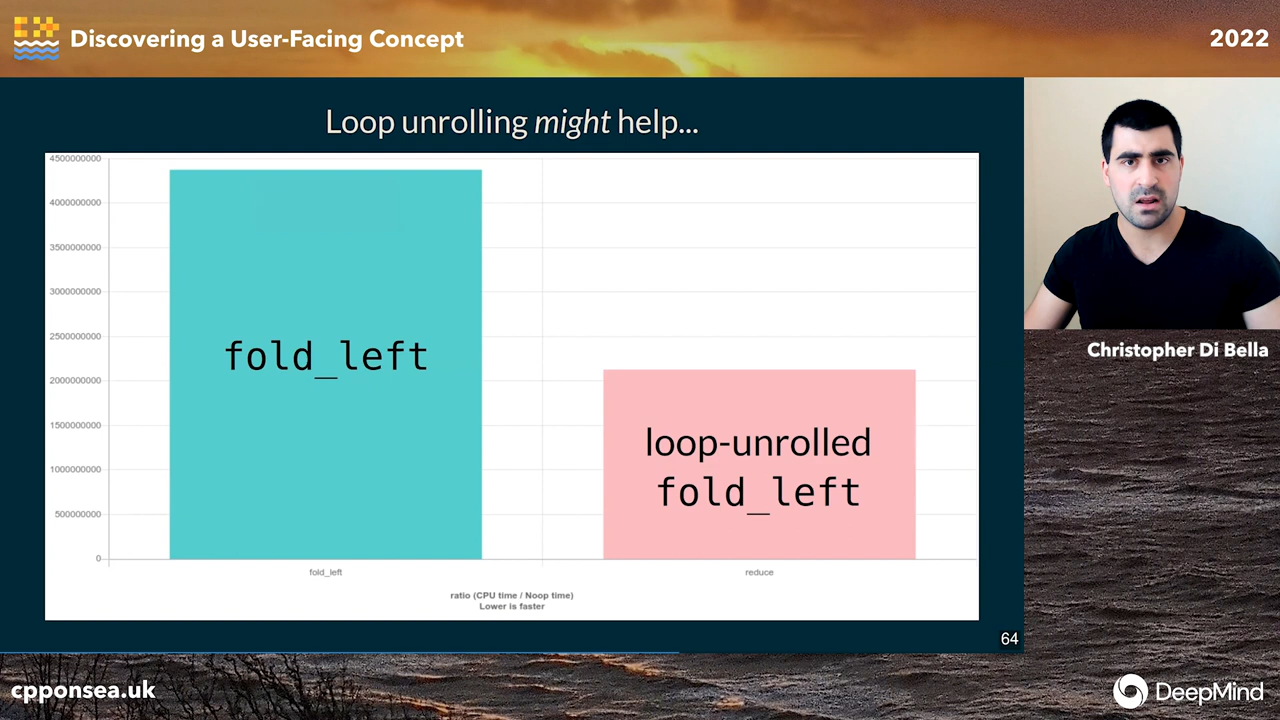 Discovering a User-Facing Concept
2022
Loop unrolling might help...
4500000000
4000000000
3500000000
3000000000
2500000000
2000000000
1500000000
1000000000
500000000
0
fold_left
loop-unrolled
fold_left
fold_left
reduce
ratio (CPU time / Noop time)
Lower is faster
64
Christopher Di Bella
cpponsea.uk
DeepMind